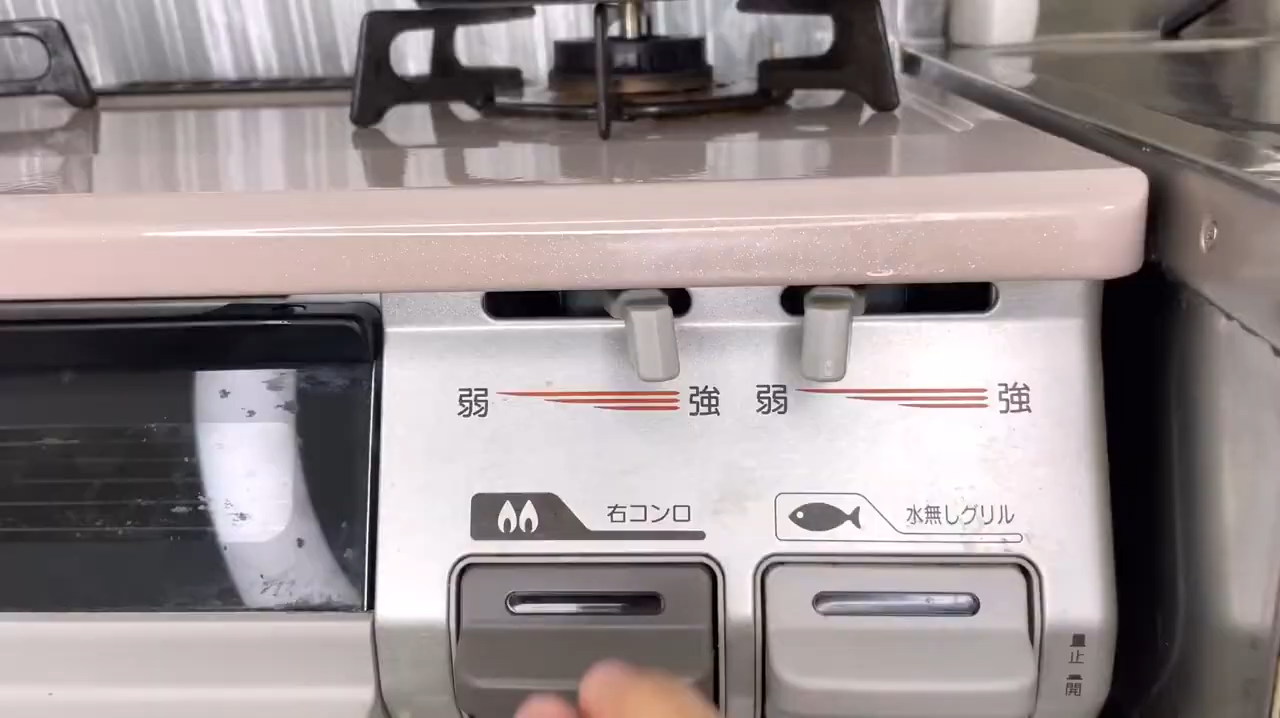 弱 強 弱 強
右コンロ 水無しグリル
止
開